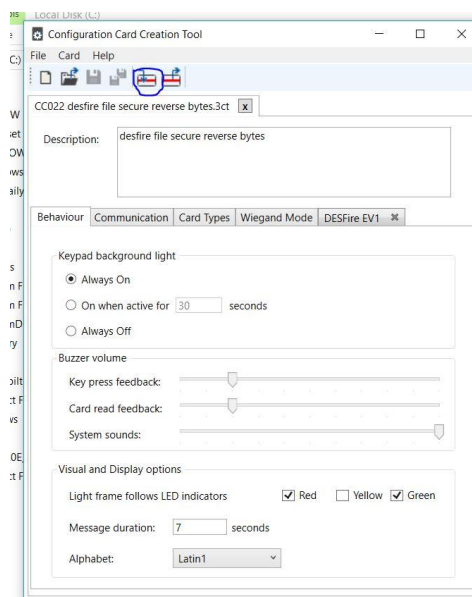 Local Disk (C:)
Configuration Card Creation Tool
File Card Help
CC022 desfire file secure reverse bytes.3ct x
Description: desfire file secure reverse bytes
Behaviour Communication Card Types Wiegand Mode DESFire EV1
Keypad background light
Always On
On when active for 30 seconds
Always Off
Buzzer volume
Key press feedback:
Card read feedback:
System sounds:
Visual and Display options
Light frame follows LED indicators Red Yellow Green
Message duration: 7 seconds
Alphabet: Latin1